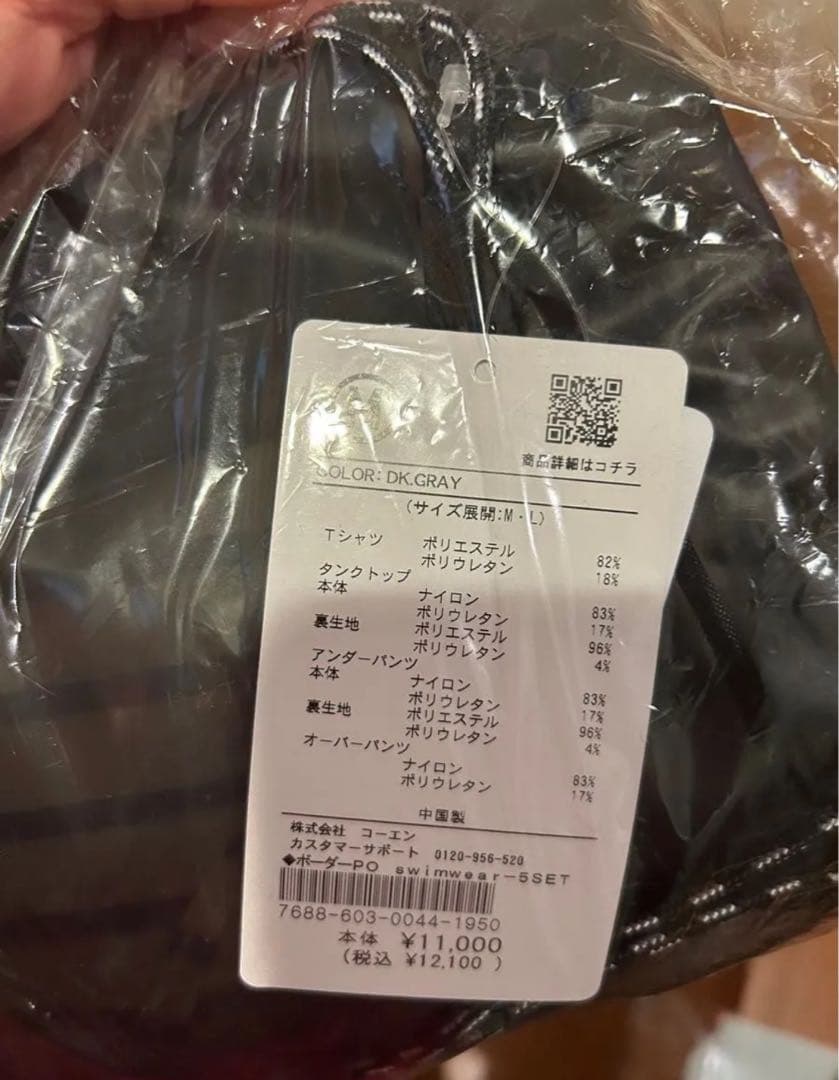 商品詳細はコチラ
COLOR: DK.GRAY
(サイズ展開:M・L)
Tシャツ ポリエステル 82%
ポリウレタン 18%
タンクトップ
本体 ナイロン 83%
ポリウレタン 17%
裏生地 ポリエステル 96%
ポリウレタン 4%
アンダーパンツ
本体 ナイロン 83%
ポリウレタン 17%
裏生地 ポリエステル 96%
ポリウレタン 4%
オーバーパンツ
ナイロン 83%
ポリウレタン 17%
中国製
株式会社 コーエン
カスタマーサポート 0120-956-520
◆ボーダーPO swimwear-5SET
7688-603-0044-1950
本体 ¥11,000
(税込 ¥12,100 )